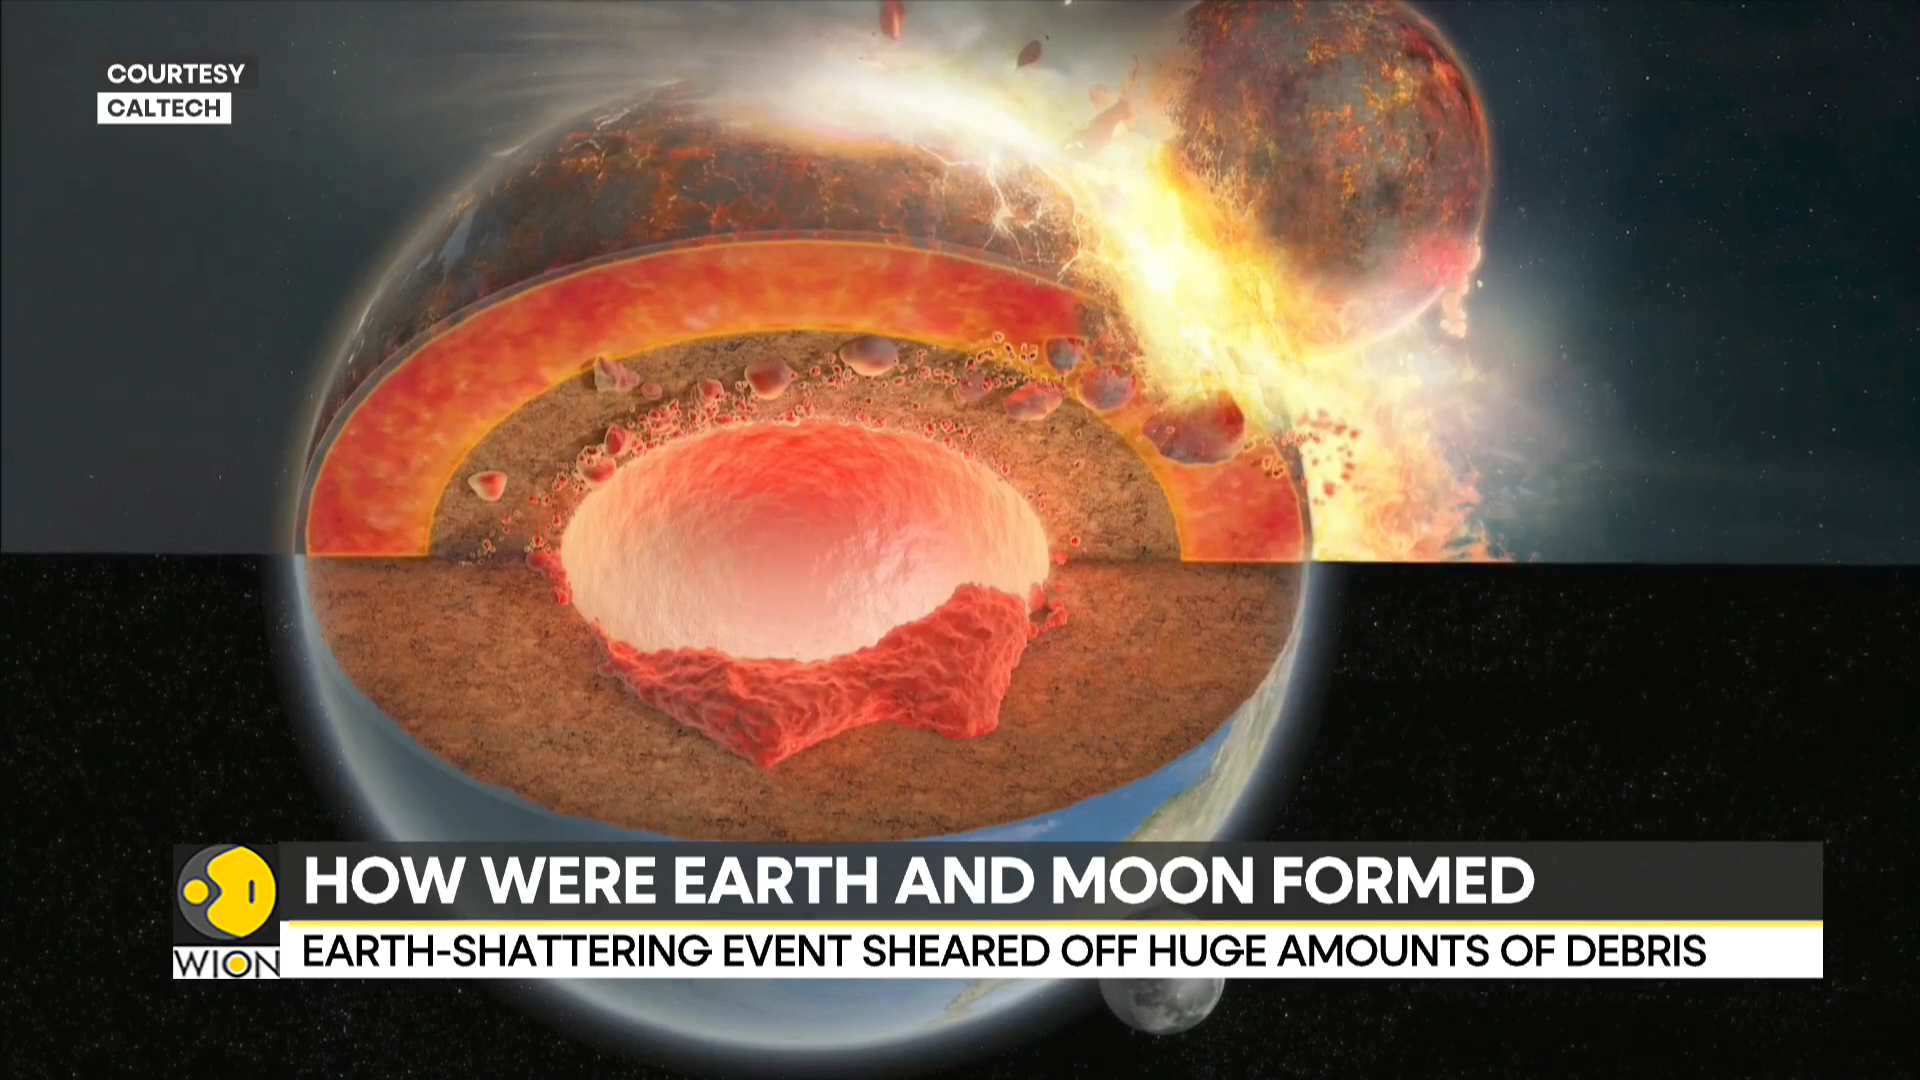 COURTESY
CALTECH
HOW WERE EARTH AND MOON FORMED
EARTH-SHATTERING EVENT SHEARED OFF HUGE AMOUNTS OF DEBRIS
WION